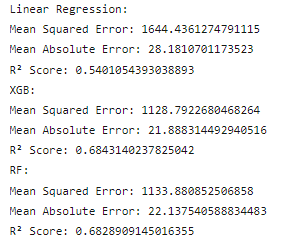 Linear Regression:
Mean Squared Error: 1644.4361274791115
Mean Absolute Error: 28.1810701173523
R² Score: 0.5401054393038893
XGB:
Mean Squared Error: 1128.7922680468264
Mean Absolute Error: 21.888314492940516
R² Score: 0.6843140237825042
RF:
Mean Squared Error: 1133.880852506858
Mean Absolute Error: 22.137540588834483
R² Score: 0.6828909145016355